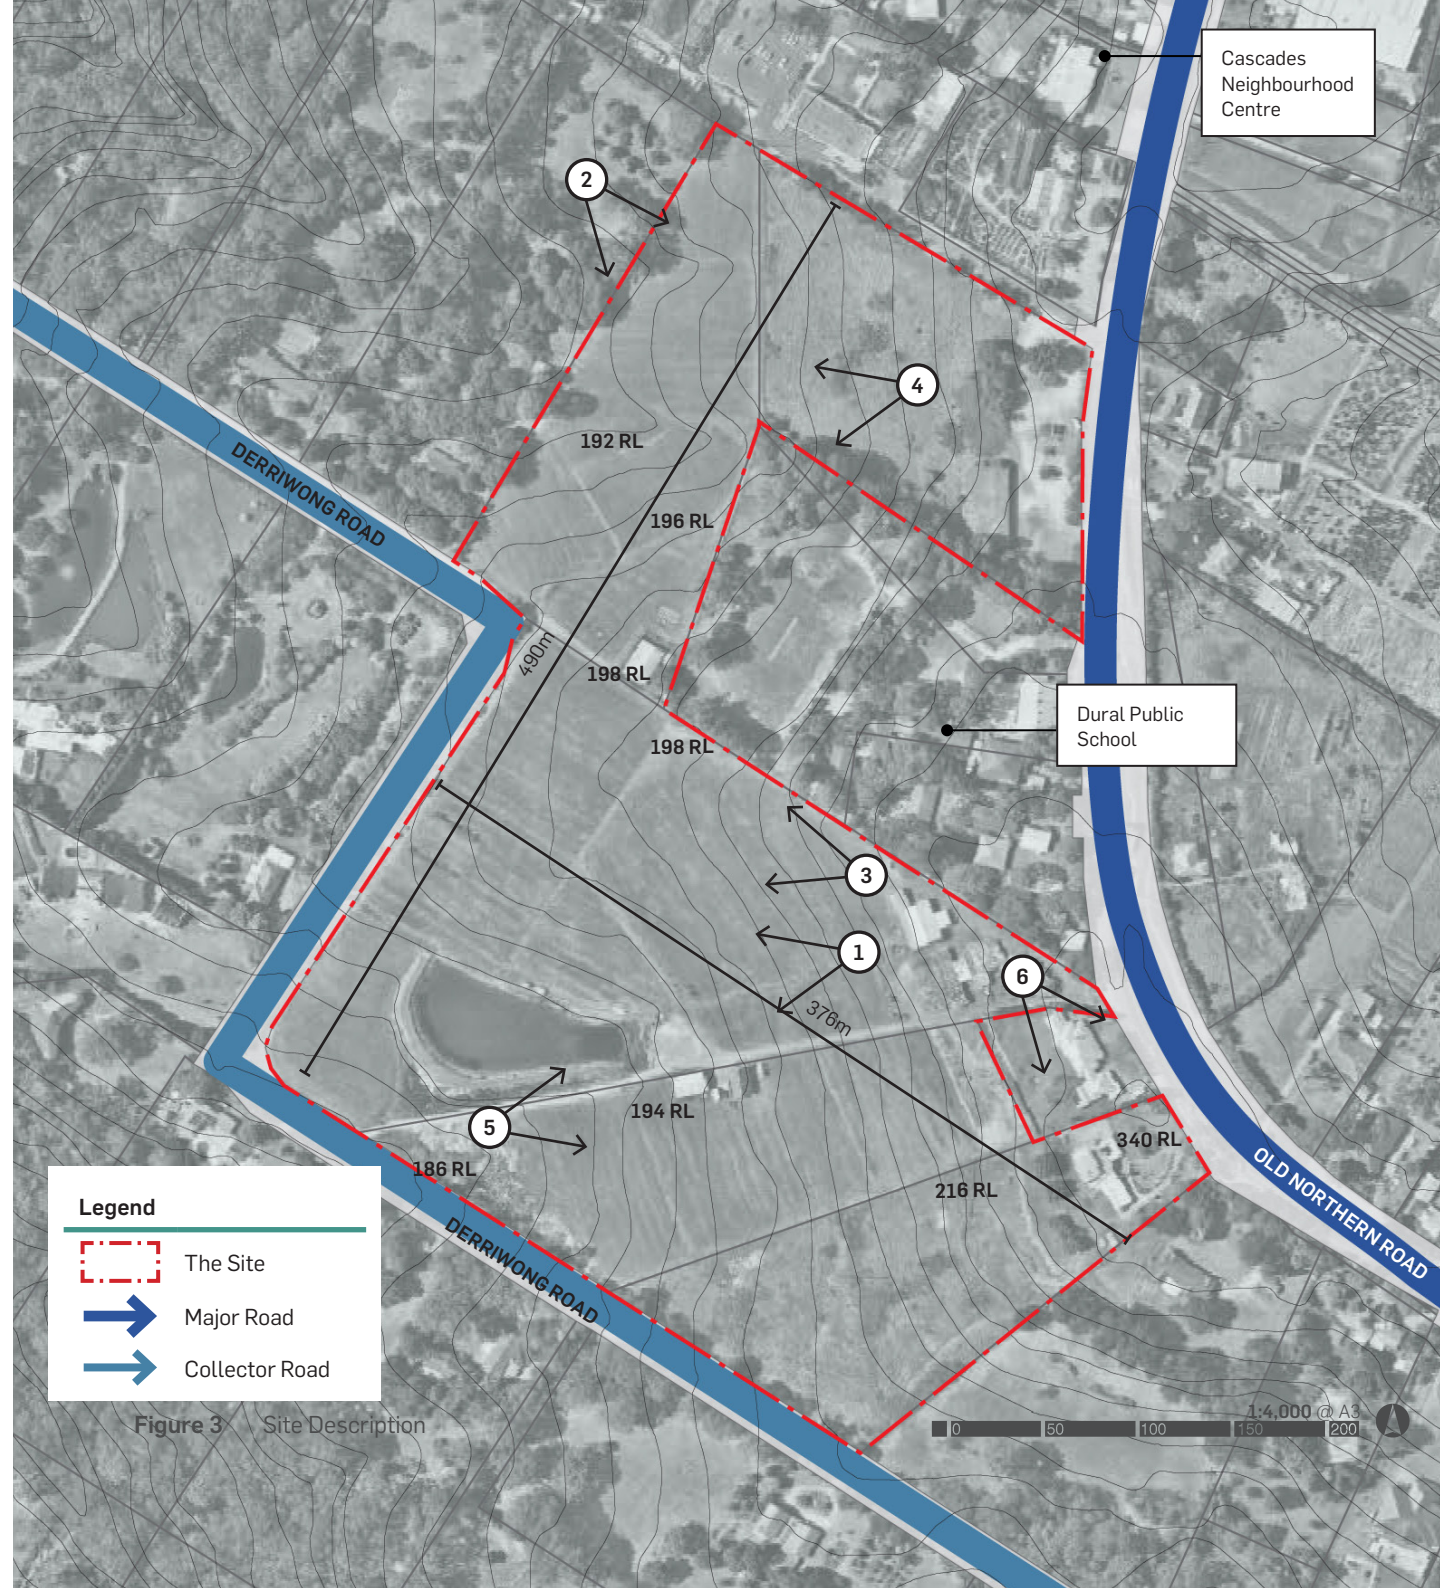 Cascades
Neighbourhood
Centre
2
4
192 RL
DERRIWONG ROAD
196 RL
490m
198 RL
198 RL
Dural Public
School
3
1
6
376m
5
194 RL
340 RL
186 RL
216 RL
OLD NORTHERN ROAD
DERRIWONG ROAD
Legend
The Site
Major Road
Collector Road
Figure 3 Site Description
1:4,000 @ A3
0 50 100 150 200